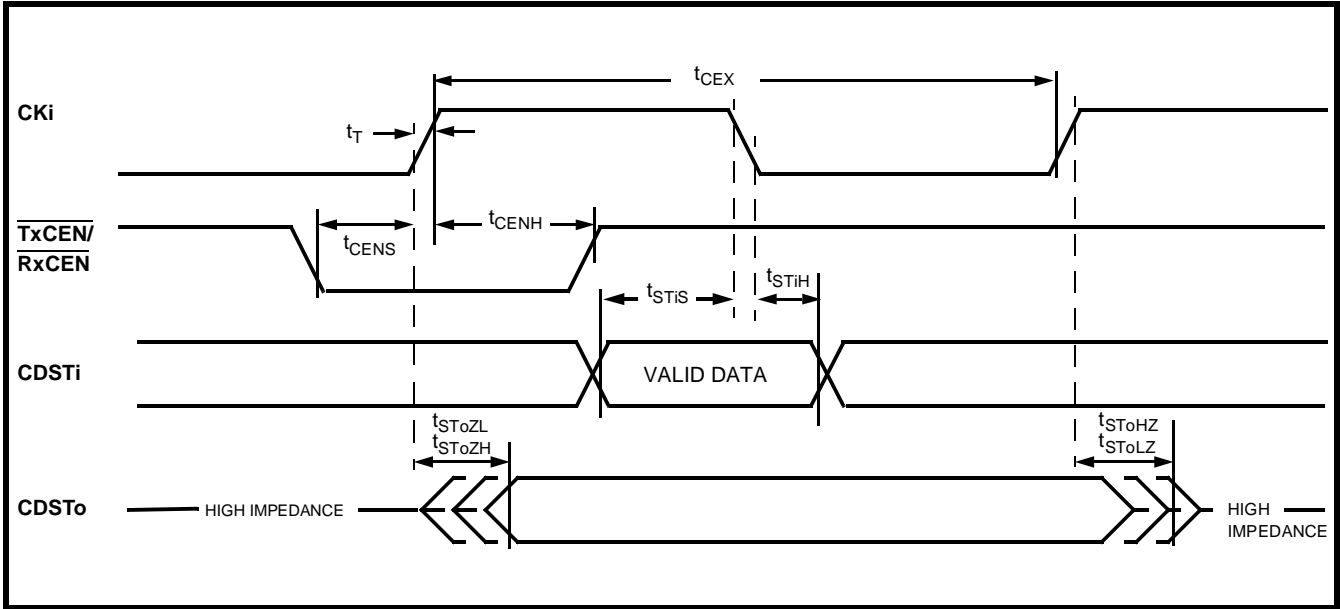 tCEX
CKi
tT
tCENH
TxCEN/
RxCEN
tCENS
tSTiS
tSTiH
CDSTi
VALID DATA
tSToZL
tSToZH
tSToHZ
tSToLZ
CDSTo
HIGH IMPEDANCE
HIGH
IMPEDANCE